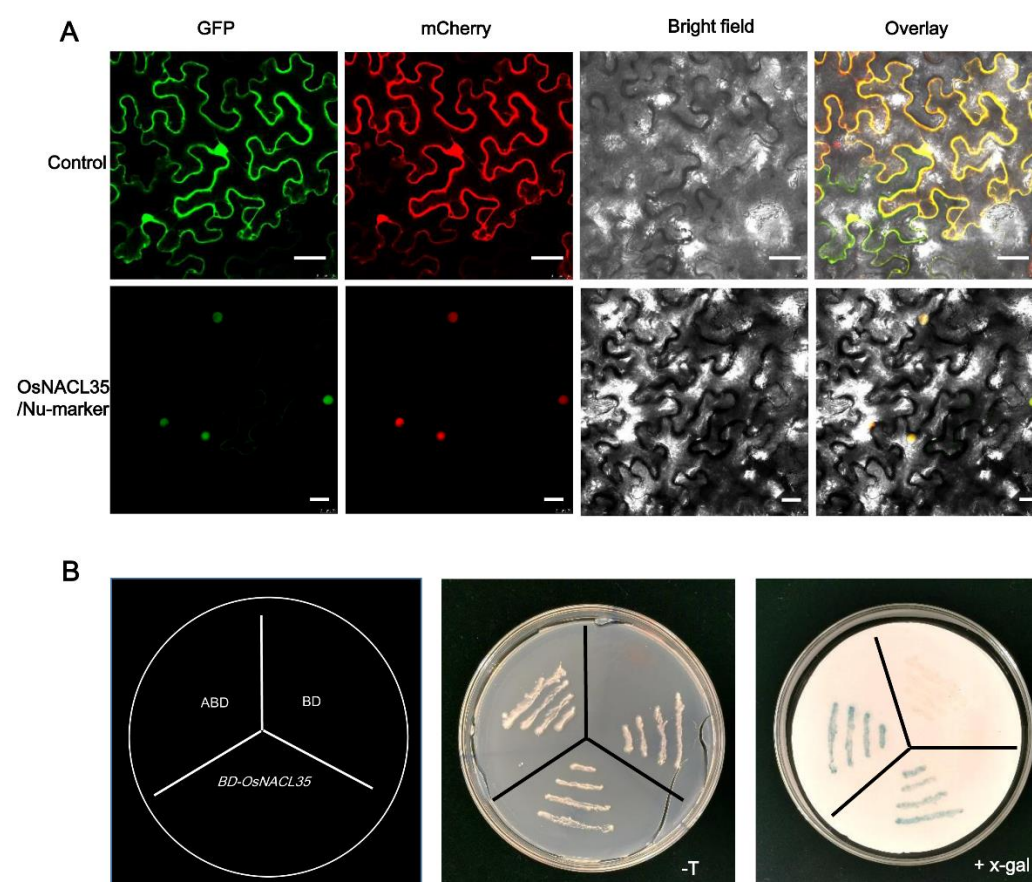 A
GFP
mCherry
Bright field
Overlay
Control
OsNACL35
/Nu-marker
B
ABD
BD
BD-OsNACL35
-T
+ x-gal